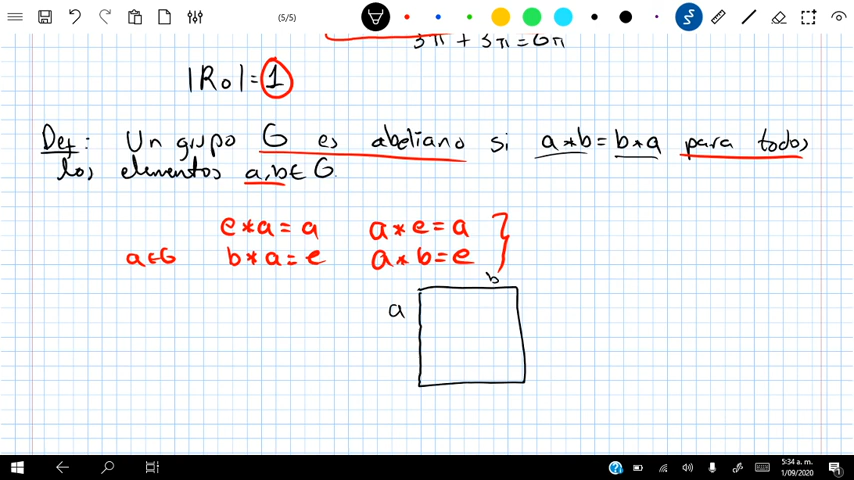 (5/5)
3π + 3π = 6π
|R0| = 1
Def: Un grupo G es abeliano si a*b = b*a para todos
los elementos a,b ∈ G.
e*a = a a*e = a
a∈G b*a = e a*b = e
b
a
5:34 a. m.
1/09/2020